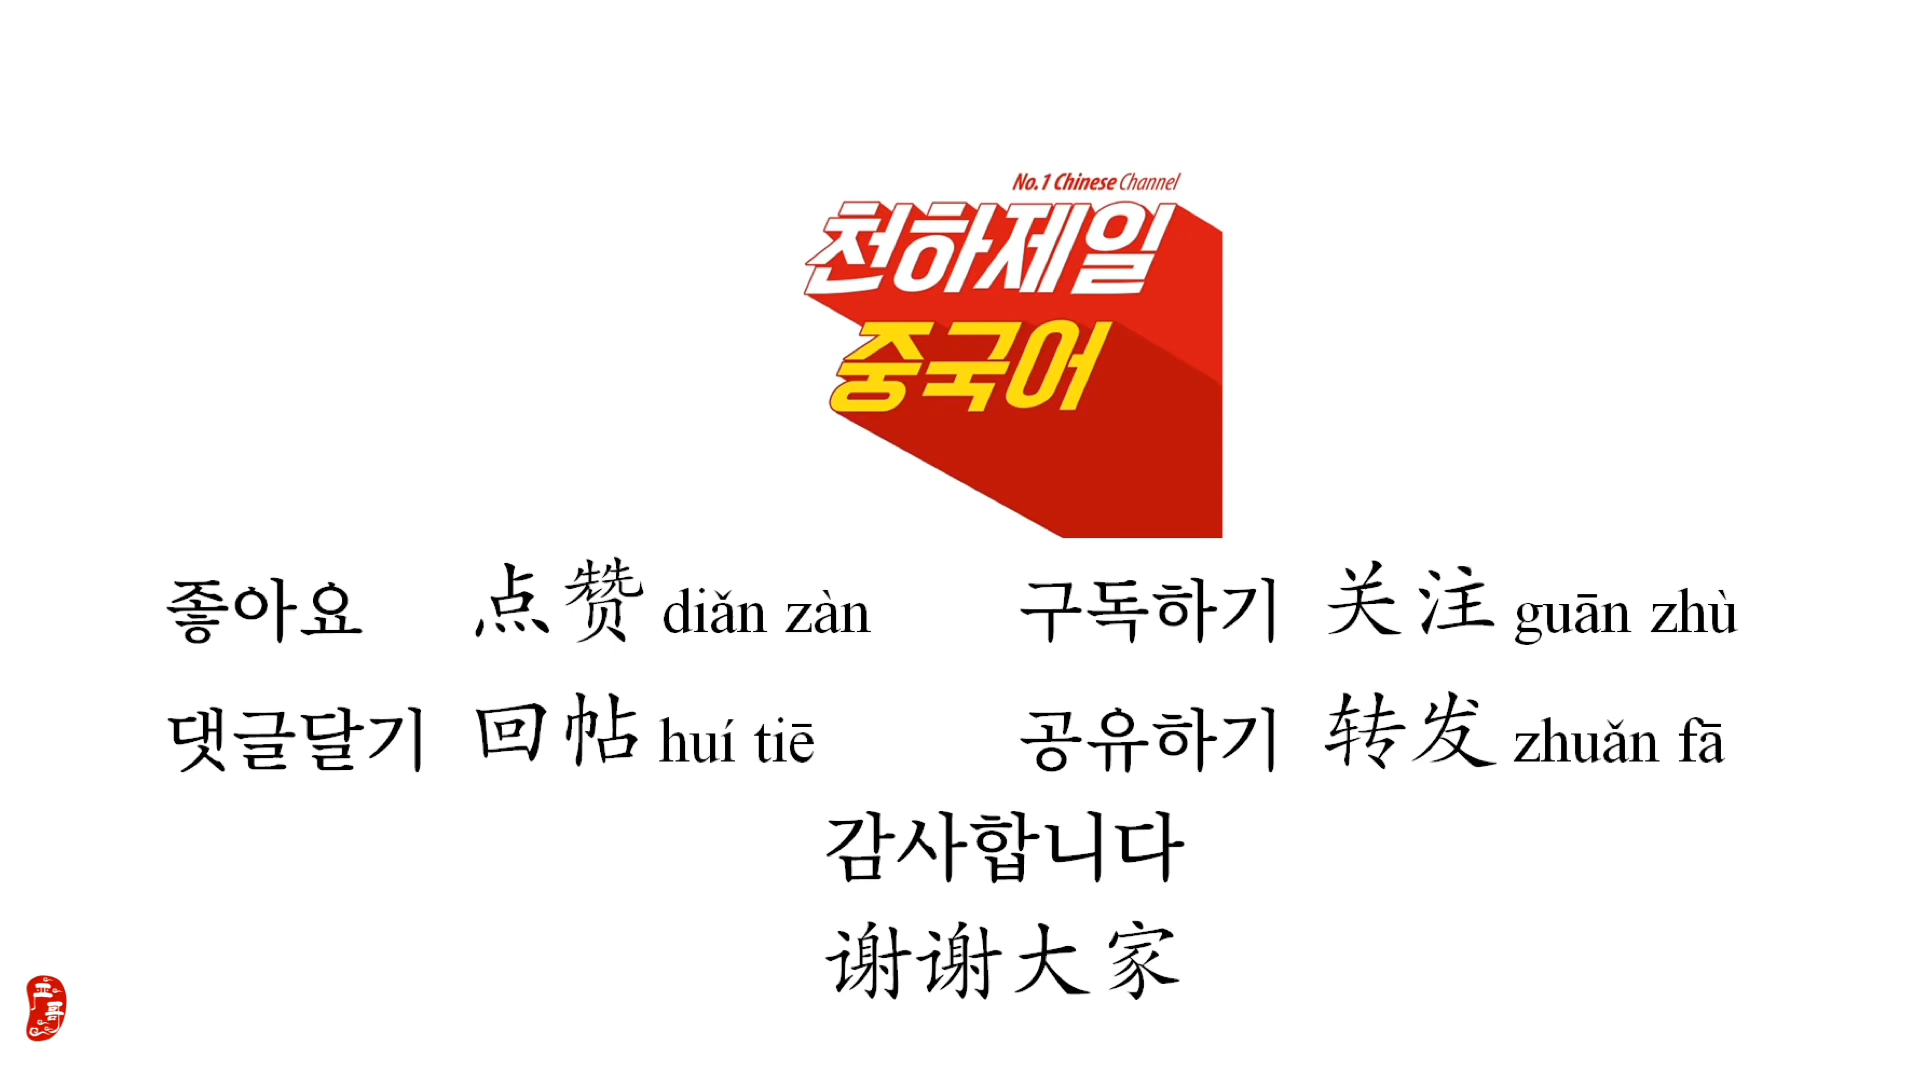 No.1 Chinese Channel
천하제일
중국어
좋아요 点赞 diǎn zàn 구독하기 关注 guān zhù
댓글달기 回帖 huí tiē 공유하기 转发 zhuǎn fā
감사합니다
谢谢大家
二哥